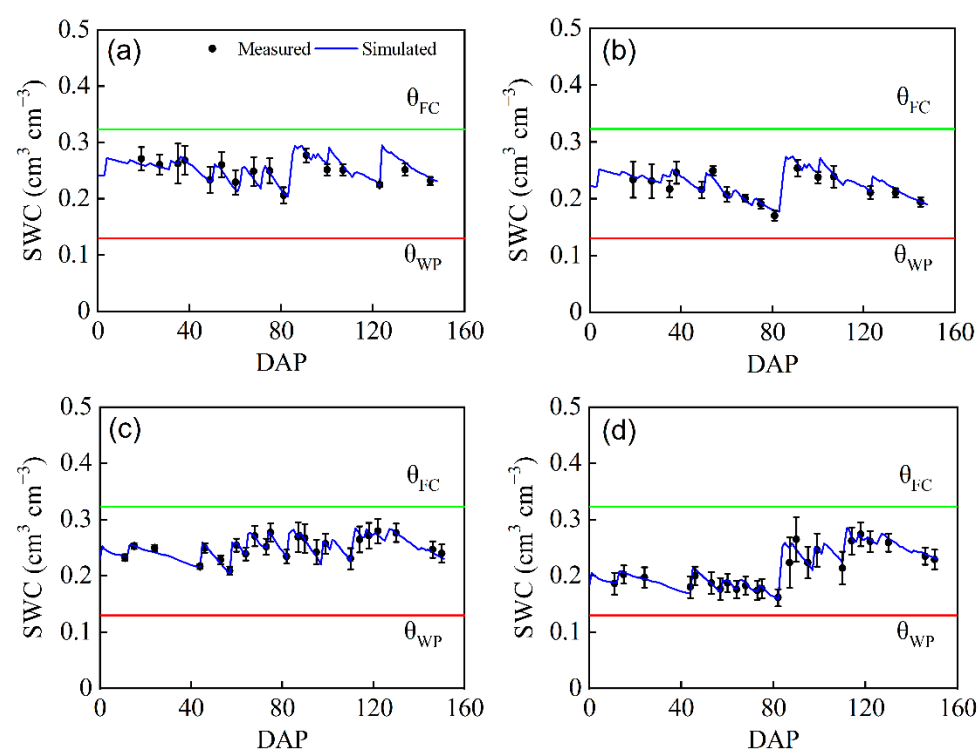 (a)
Measured
Simulated
θFC
θWP
SWC (cm³ cm⁻³)
0.5
0.4
0.3
0.2
0.1
0
0
40
80
120
160
DAP
(b)
θFC
θWP
SWC (cm³ cm⁻³)
0.5
0.4
0.3
0.2
0.1
0
0
40
80
120
160
DAP
(c)
θFC
θWP
SWC (cm³ cm⁻³)
0.5
0.4
0.3
0.2
0.1
0
0
40
80
120
160
DAP
(d)
θFC
θWP
SWC (cm³ cm⁻³)
0.5
0.4
0.3
0.2
0.1
0
0
40
80
120
160
DAP